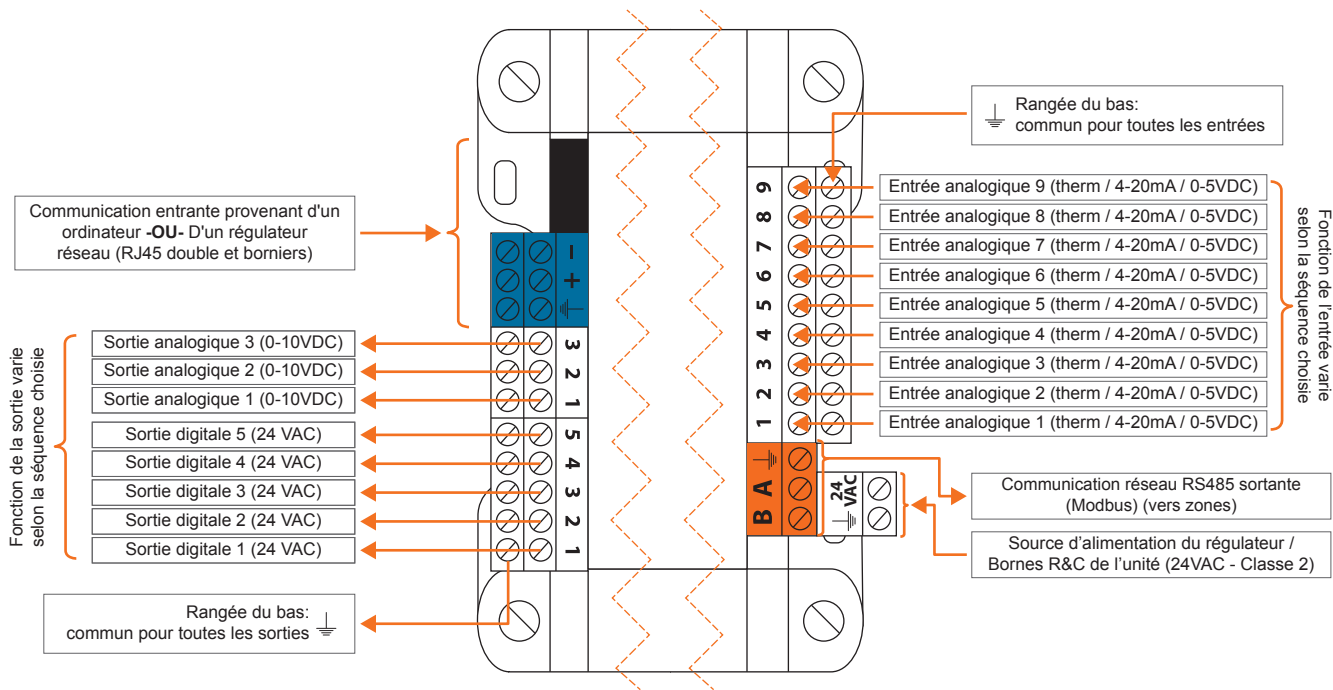 Rangée du bas:
commun pour toutes les entrées
Communication entrante provenant d'un
ordinateur -OU- D'un régulateur
réseau (RJ45 double et borniers)
Fonction de la sortie varie
selon la séquence choisie
Sortie analogique 3 (0-10VDC)
Sortie analogique 2 (0-10VDC)
Sortie analogique 1 (0-10VDC)
Sortie digitale 5 (24 VAC)
Sortie digitale 4 (24 VAC)
Sortie digitale 3 (24 VAC)
Sortie digitale 2 (24 VAC)
Sortie digitale 1 (24 VAC)
Rangée du bas:
commun pour toutes les sorties
-
+
3
2
1
5
4
3
2
1
9
8
7
6
5
4
3
2
1
A
B
24
VAC
Entrée analogique 9 (therm / 4-20mA / 0-5VDC)
Entrée analogique 8 (therm / 4-20mA / 0-5VDC)
Entrée analogique 7 (therm / 4-20mA / 0-5VDC)
Entrée analogique 6 (therm / 4-20mA / 0-5VDC)
Entrée analogique 5 (therm / 4-20mA / 0-5VDC)
Entrée analogique 4 (therm / 4-20mA / 0-5VDC)
Entrée analogique 3 (therm / 4-20mA / 0-5VDC)
Entrée analogique 2 (therm / 4-20mA / 0-5VDC)
Entrée analogique 1 (therm / 4-20mA / 0-5VDC)
Fonction de l'entrée varie
selon la séquence choisie
Communication réseau RS485 sortante
(Modbus) (vers zones)
Source d'alimentation du régulateur /
Bornes R&C de l'unité (24VAC - Classe 2)